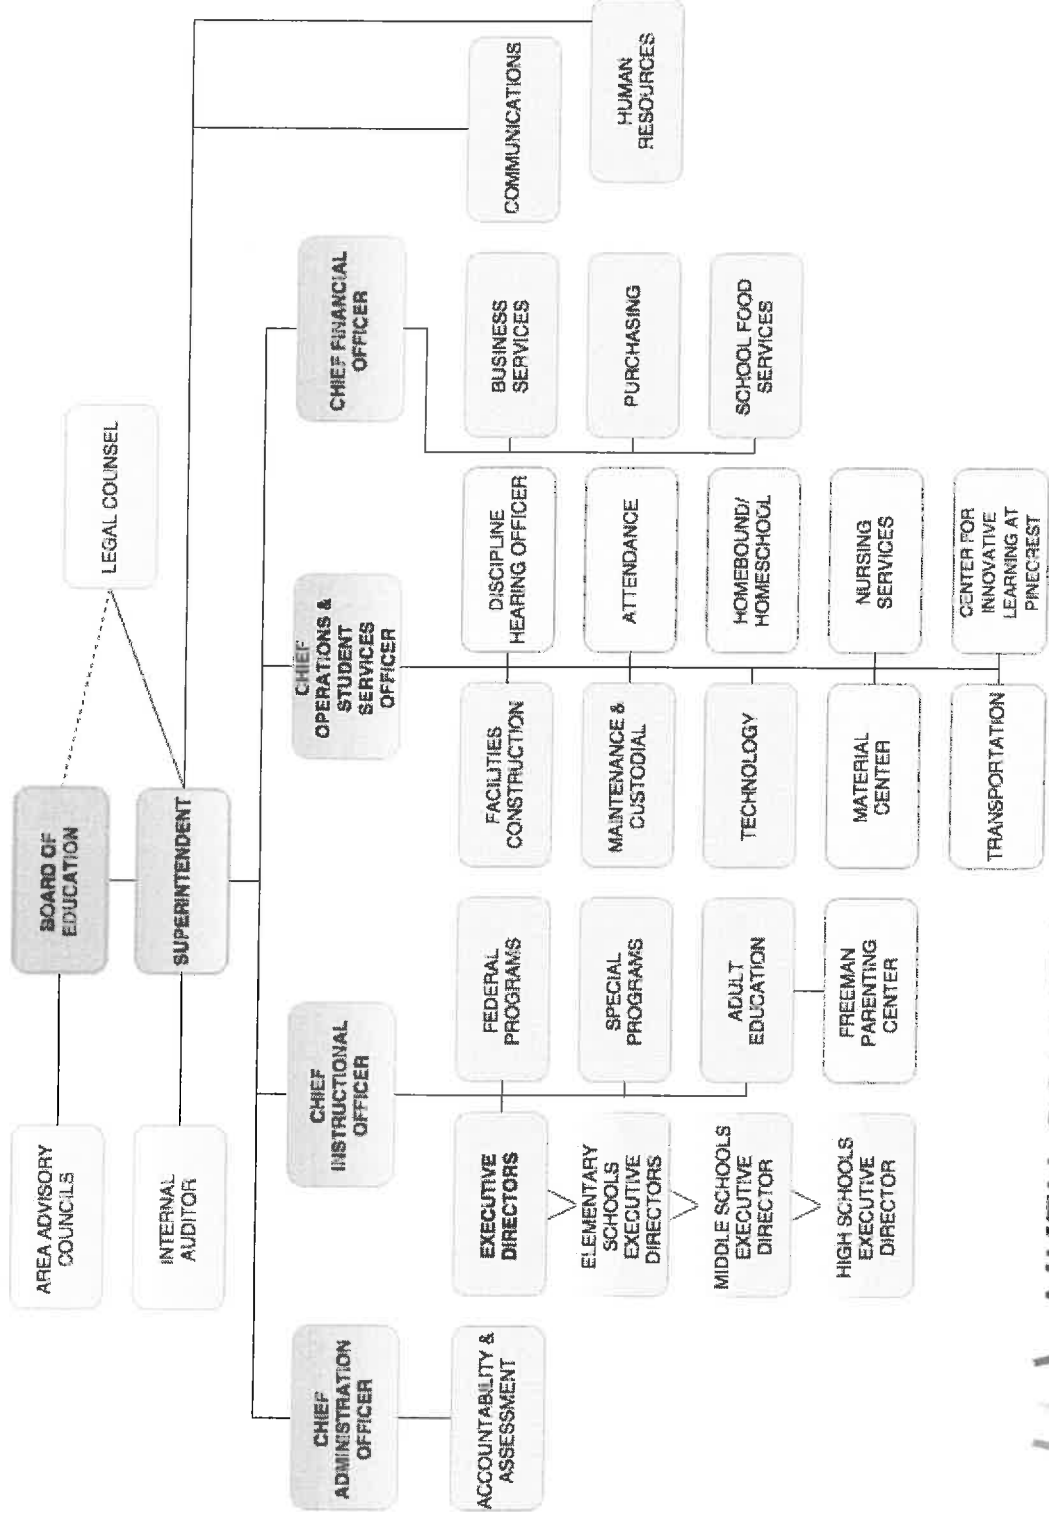 BOARD OF
EDUCATION
LEGAL COUNSEL
AREA ADVISORY
COUNCILS
SUPERINTENDENT
INTERNAL
AUDITOR
CHIEF
ADMINISTRATION
OFFICER
CHIEF
INSTRUCTIONAL
OFFICER
CHIEF
OPERATIONS &
STUDENT
SERVICES
OFFICER
CHIEF FINANCIAL
OFFICER
COMMUNICATIONS
HUMAN
RESOURCES
ACCOUNTABILITY &
ASSESSMENT
EXECUTIVE
DIRECTORS
ELEMENTARY
SCHOOLS
EXECUTIVE
DIRECTORS
MIDDLE SCHOOLS
EXECUTIVE
DIRECTOR
HIGH SCHOOLS
EXECUTIVE
DIRECTOR
FEDERAL
PROGRAMS
SPECIAL
PROGRAMS
ADULT
EDUCATION
FREEMAN
PARENTING
CENTER
FACILITIES
CONSTRUCTION
MAINTENANCE &
CUSTODIAL
TECHNOLOGY
MATERIAL
CENTER
TRANSPORTATION
DISCIPLINE
HEARING OFFICER
ATTENDANCE
HOMEBOUND/
HOMESCHOOL
NURSING
SERVICES
CENTER FOR
INNOVATIVE
LEARNING AT
PINECREST
BUSINESS
SERVICES
PURCHASING
SCHOOL FOOD
SERVICES